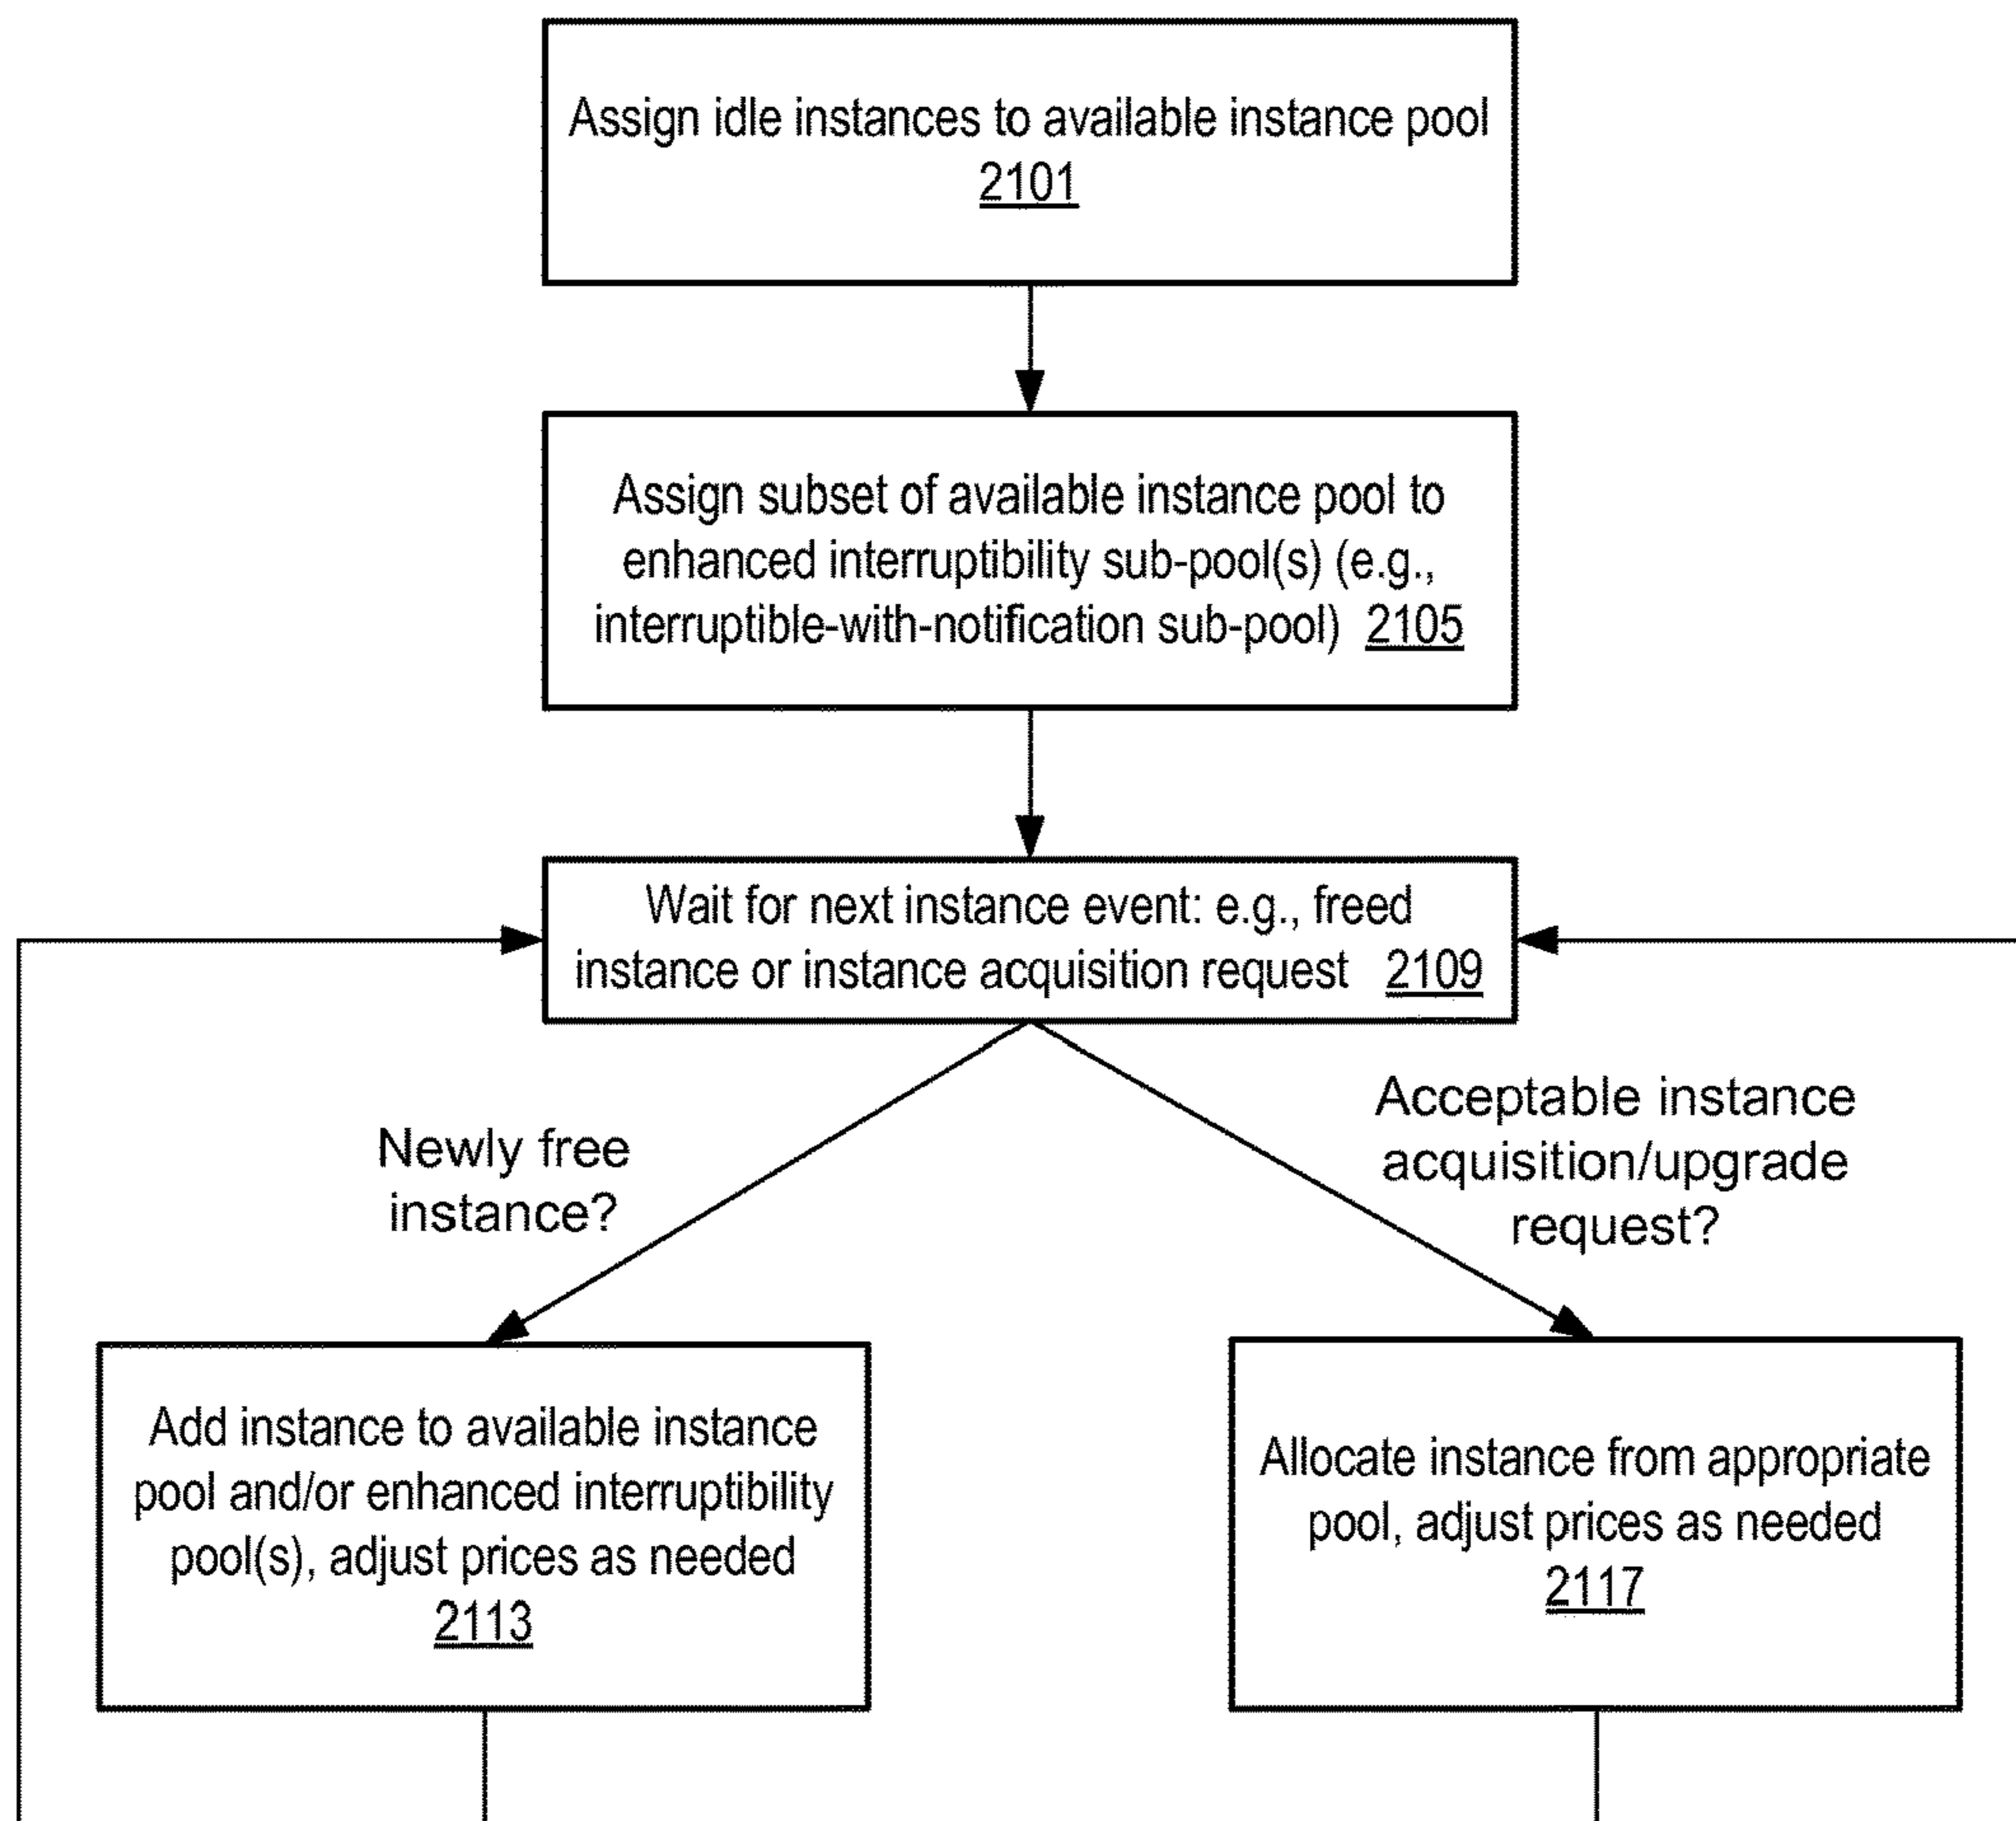 Assign idle instances to available instance pool
2101
Assign subset of available instance pool to
enhanced interruptibility sub-pool(s) (e.g.,
interruptible-with-notification sub-pool) 2105
Wait for next instance event: e.g., freed
instance or instance acquisition request 2109
Newly free
instance?
Acceptable instance
acquisition/upgrade
request?
Add instance to available instance
pool and/or enhanced interruptibility
pool(s), adjust prices as needed
2113
Allocate instance from appropriate
pool, adjust prices as needed
2117